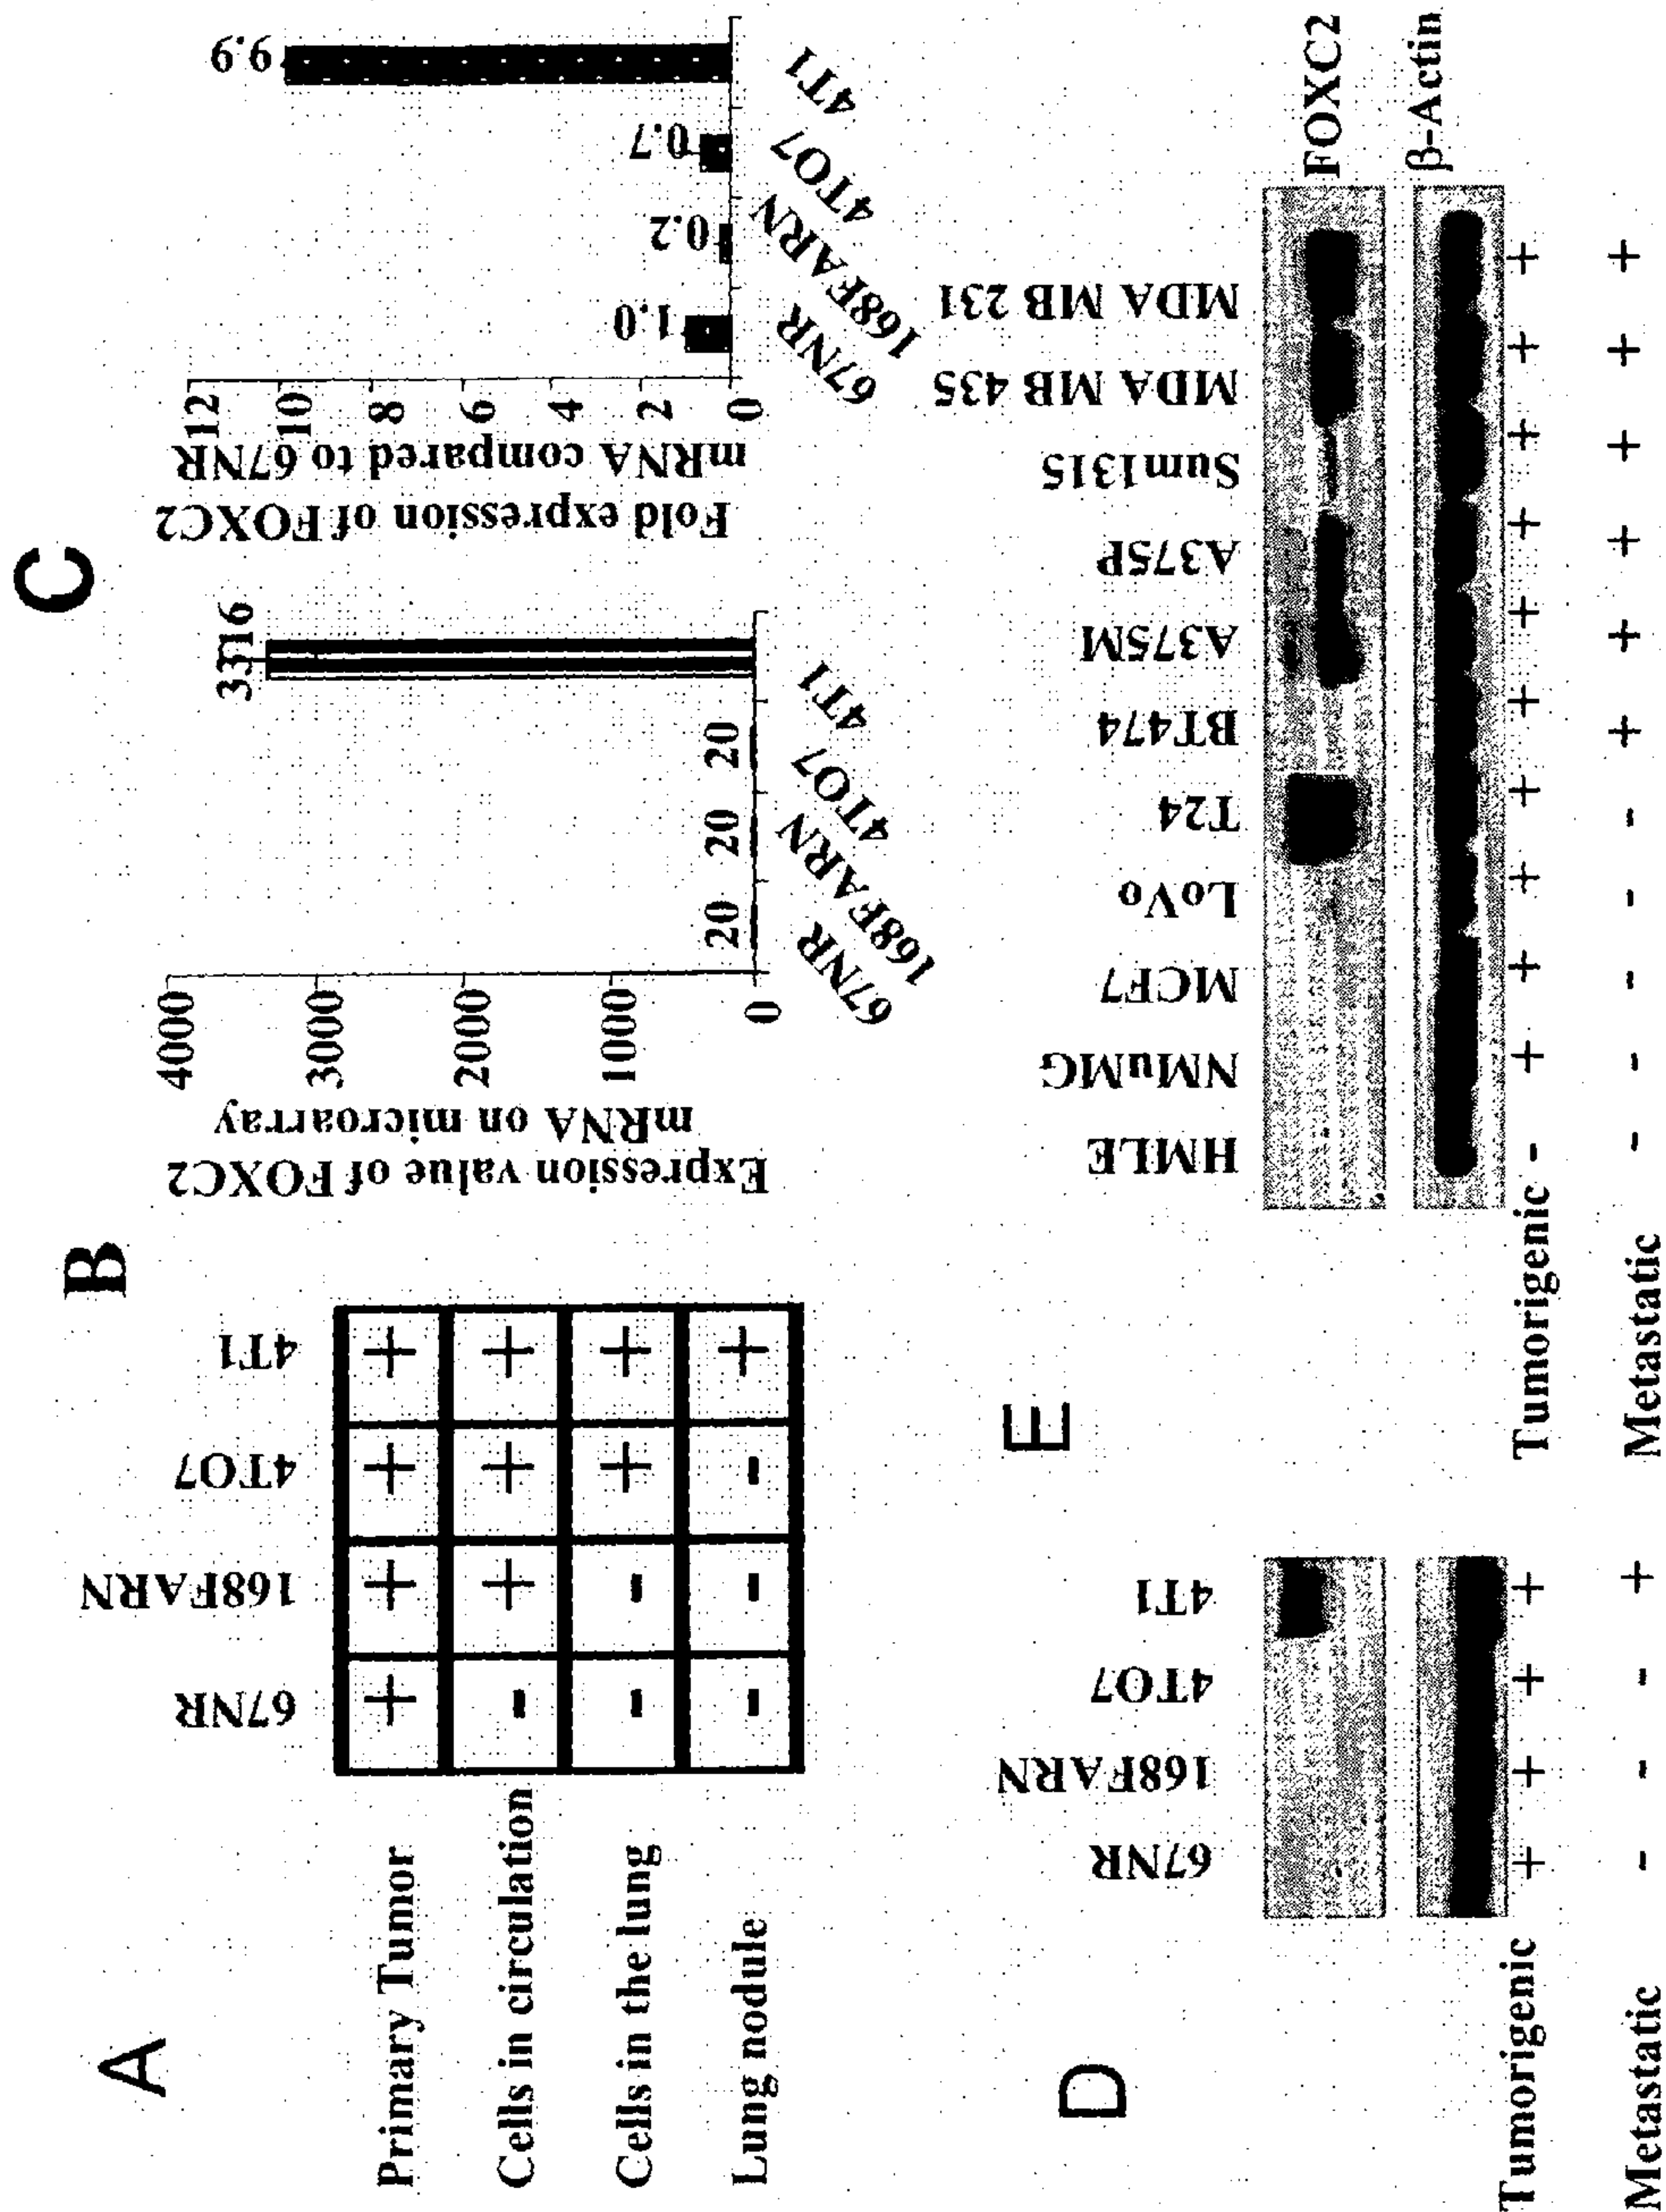 A
67NR 168FARN 4TO7 4T1
Primary Tumor + + + +
Cells in circulation - + + +
Cells in the lung - - + +
Lung nodule - - - +
B
Expression value of FOXC2
mRNA on microarray
4000
3000
2000
1000
0
20 20 20 3316
67NR 168FARN 4TO7 4T1
C
Fold expression of FOXC2
mRNA compared to 67NR
12
10
8
6
4
2
0
1.0 0.2 0.7 9.9
67NR 168FARN 4TO7 4T1
D
67NR 168FARN 4TO7 4T1
Tumorigenic + + + +
Metastatic - - - +
E
HMLE NMuMG MCF7 LoVo T24 BT474 A375M A375P Sum1315 MDA MB 435 MDA MB 231
FOXC2
β-Actin
Tumorigenic - + + + + + + + + + +
Metastatic - - - - - + + + + + +